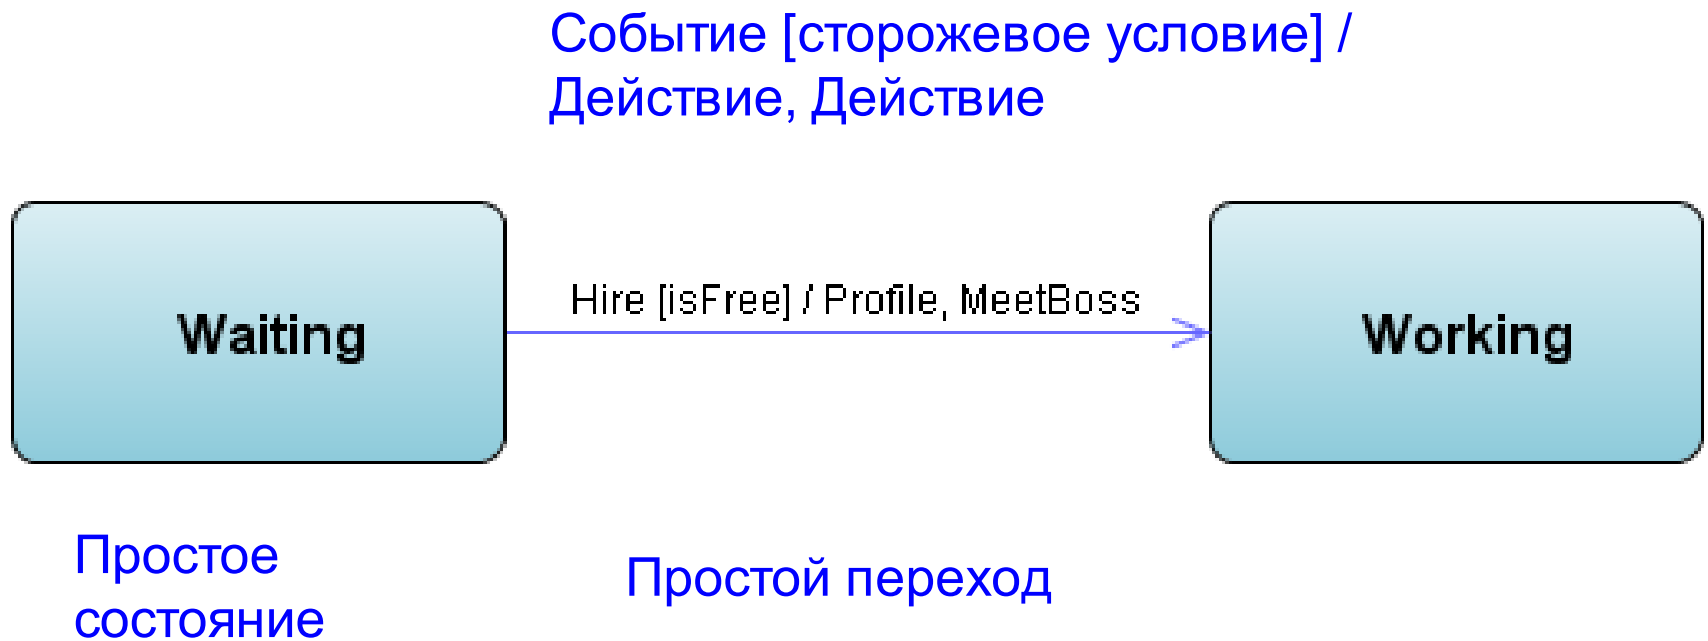 Событие [сторожевое условие] /
Действие, Действие
Hire [isFree] / Profile, MeetBoss
Waiting
Working
Простое
состояние
Простой переход